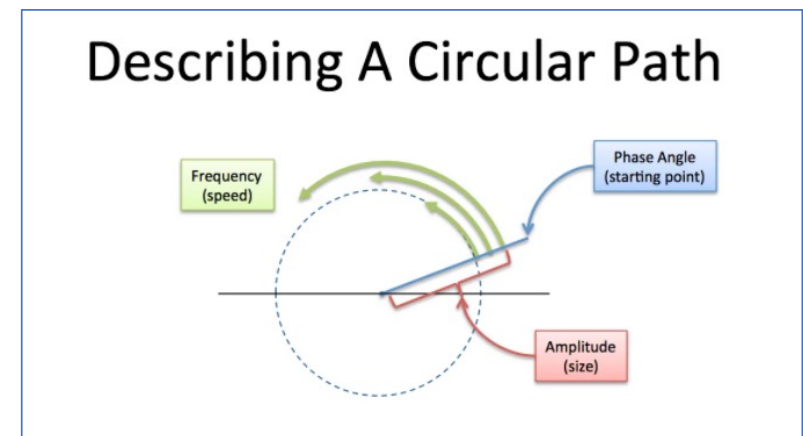 Describing A Circular Path
Frequency
(speed)
Phase Angle
(starting point)
Amplitude
(size)